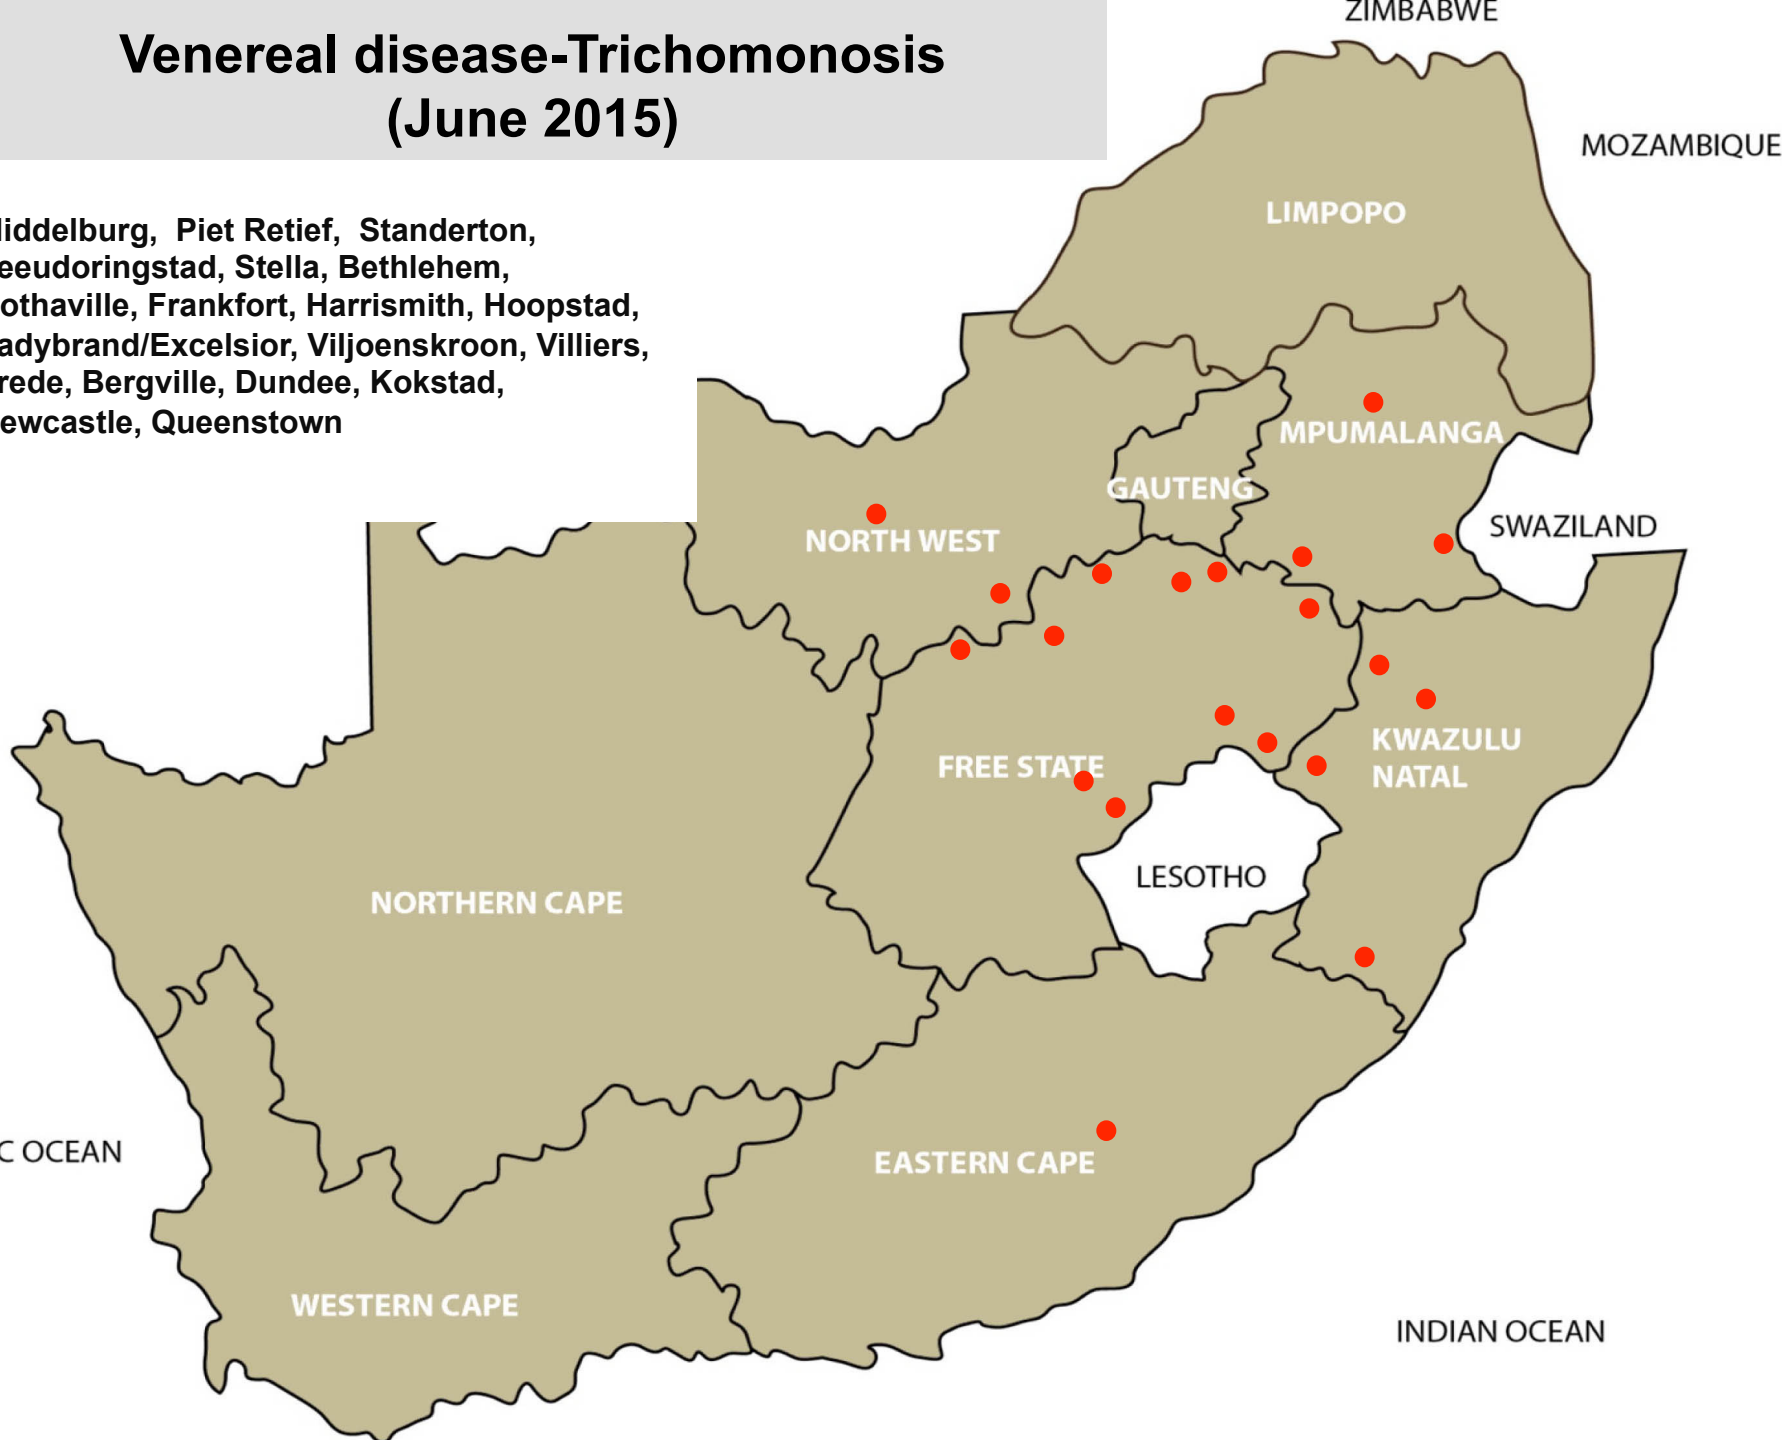 Venereal disease-Trichomonosis
(June 2015)
ZIMBABWE
MOZAMBIQUE
iddelburg, Piet Retief, Standerton,
eeudoringstad, Stella, Bethlehem,
othaville, Frankfort, Harrismith, Hoopstad,
adybrand/Excelsior, Viljoenskroon, Villiers,
rede, Bergville, Dundee, Kokstad,
ewcastle, Queenstown
LIMPOPO
MPUMALANGA
GAUTENG
SWAZILAND
NORTH WEST
KWAZULU
NATAL
FREE STATE
LESOTHO
NORTHERN CAPE
C OCEAN
EASTERN CAPE
WESTERN CAPE
INDIAN OCEAN